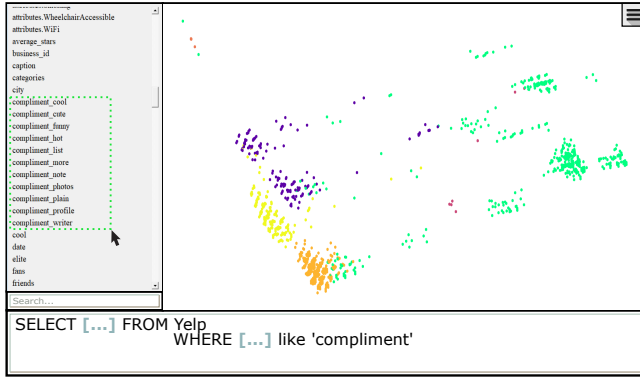 attributes.WheelchairAccessible
attributes.WiFi
average_stars
business_id
caption
categories
city
compliment_cool
compliment_cute
compliment_funny
compliment_hot
compliment_list
compliment_more
compliment_note
compliment_photos
compliment_plain
compliment_profile
compliment_writer
cool
date
elite
fans
friends
Search...
SELECT [...] FROM Yelp
WHERE [...] like 'compliment'